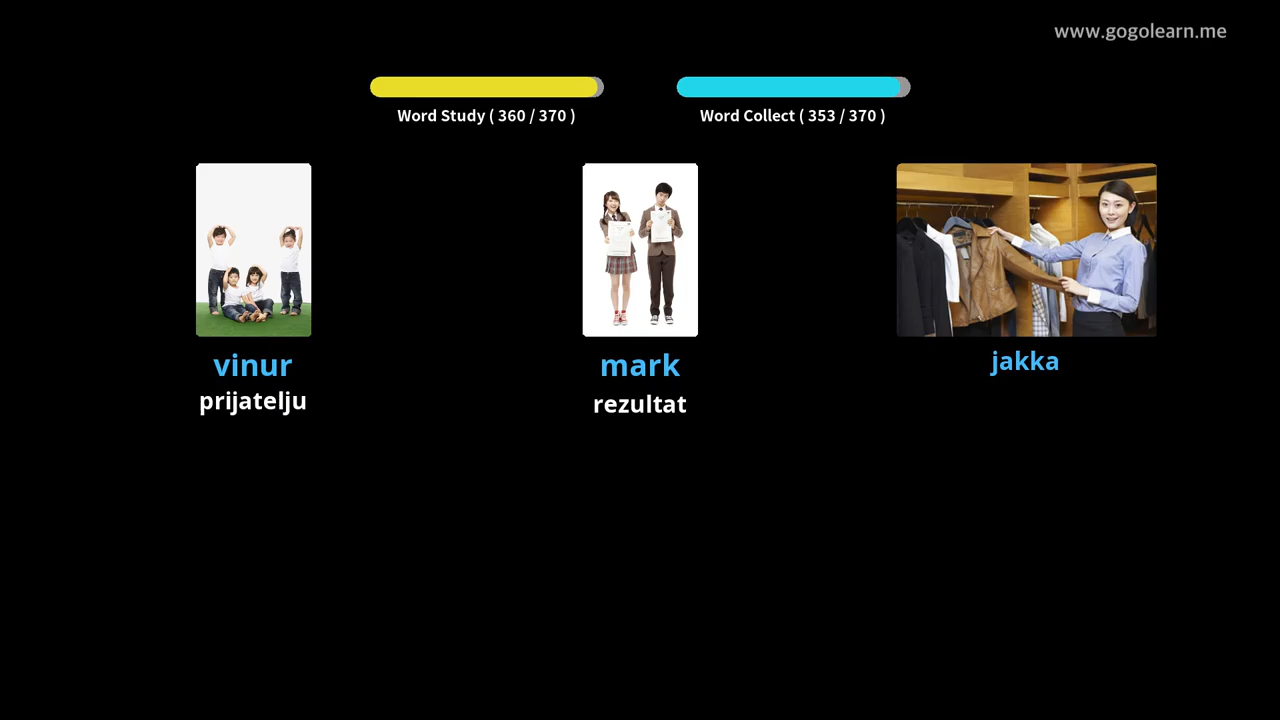 www.gogolearn.me
Word Study ( 360 / 370 )
Word Collect ( 353 / 370 )
vinur
prijatelju
mark
rezultat
jakka